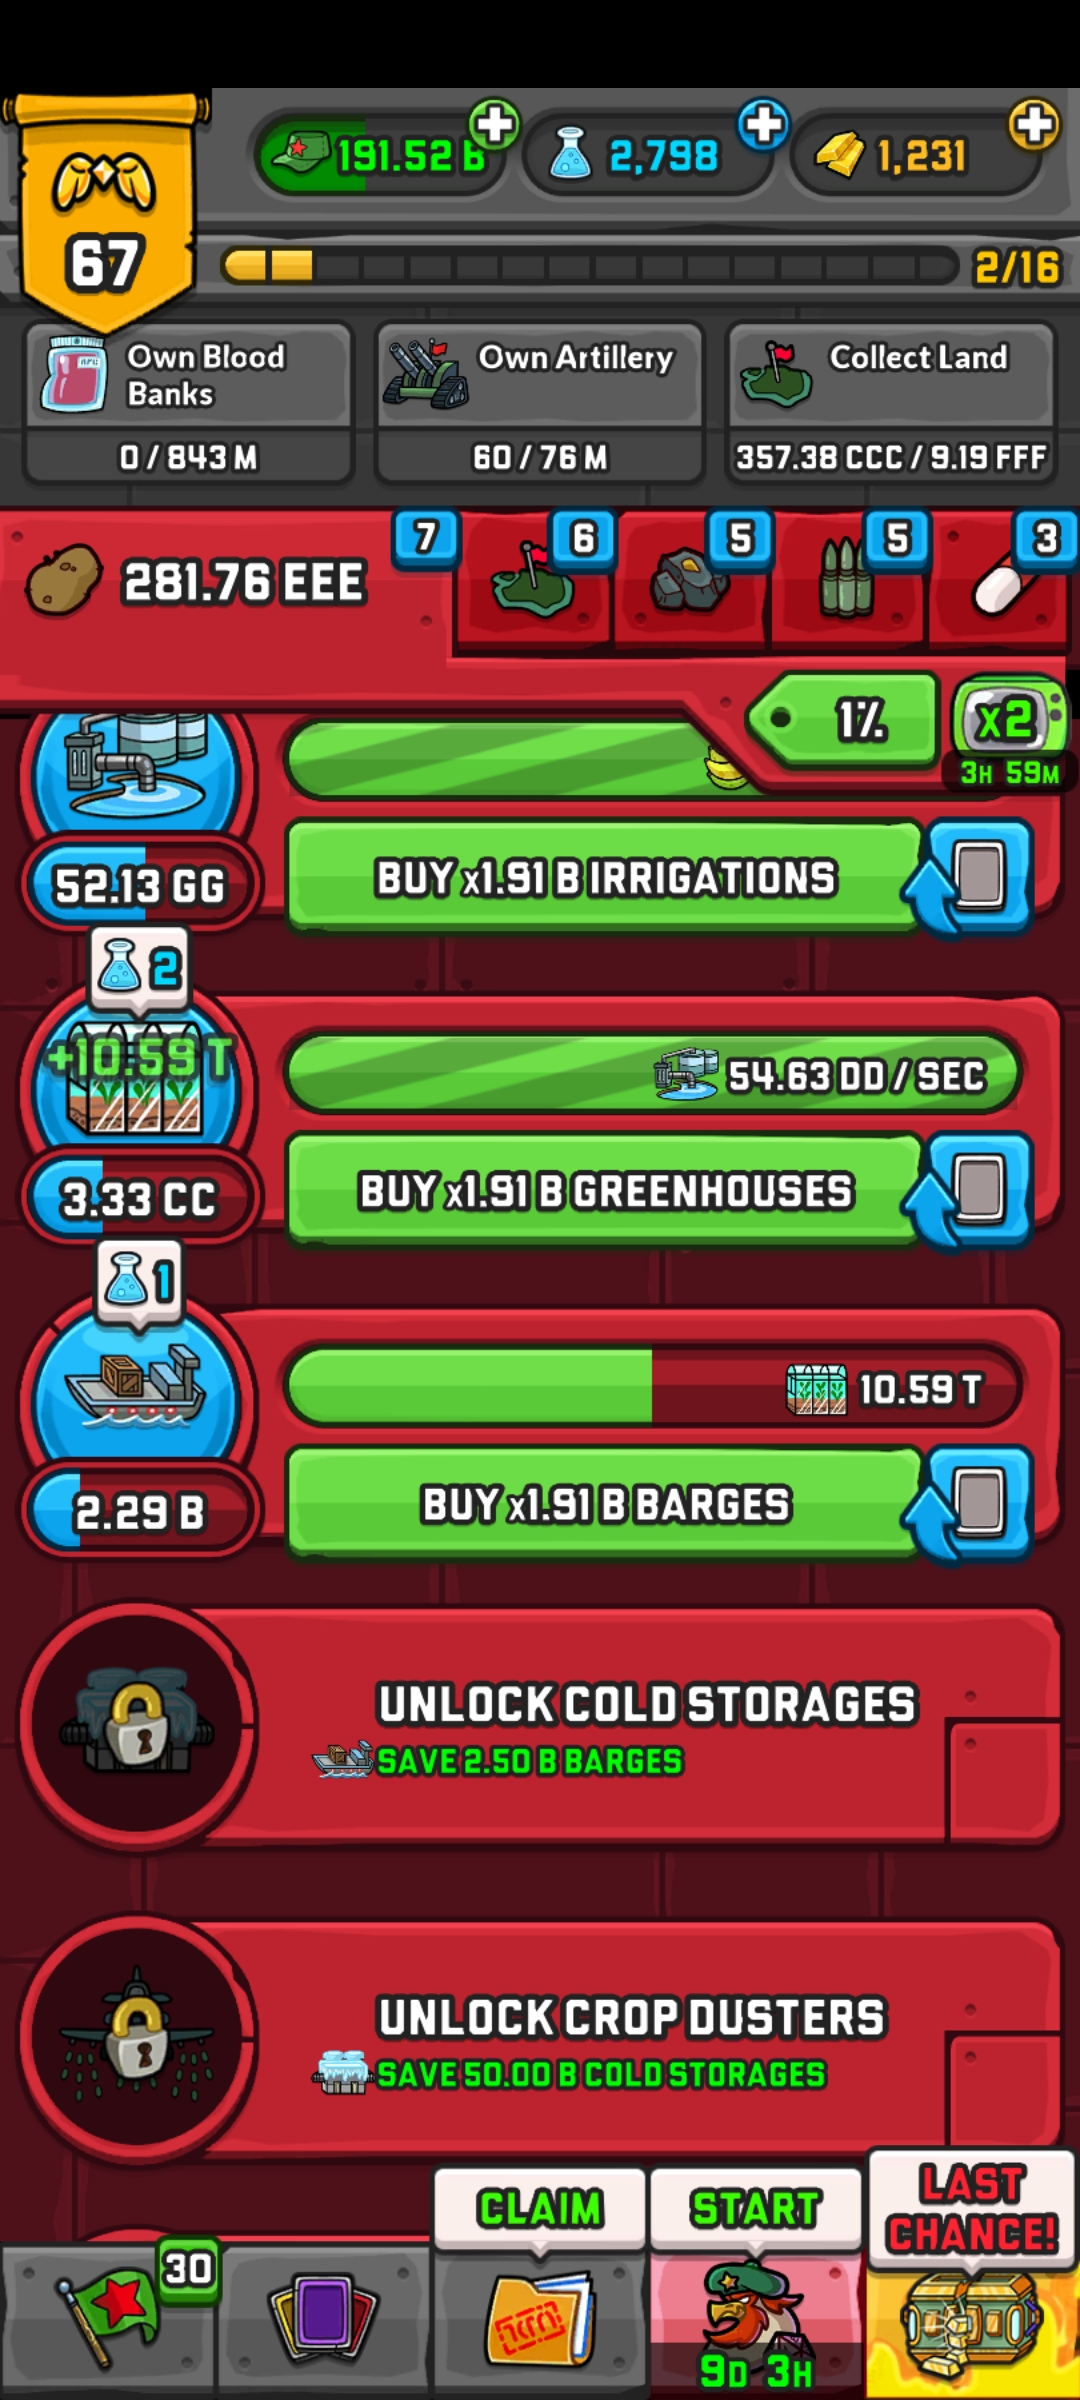 191.52 B
2,798
1,231
67
2/16
Own Blood
Banks
0 / 843 M
Own Artillery
60 / 76 M
Collect Land
357.38 CCC / 9.19 FFF
281.76 EEE
7
6
5
5
3
1%
x2
3H 59M
52.13 GG
BUY x1.91 B IRRIGATIONS
2
+10.59 T
54.63 DD / SEC
3.33 CC
BUY x1.91 B GREENHOUSES
1
10.59 T
2.29 B
BUY x1.91 B BARGES
UNLOCK COLD STORAGES
SAVE 2.50 B BARGES
UNLOCK CROP DUSTERS
SAVE 50.00 B COLD STORAGES
CLAIM
START
LAST
CHANCE!
30
9D 3H